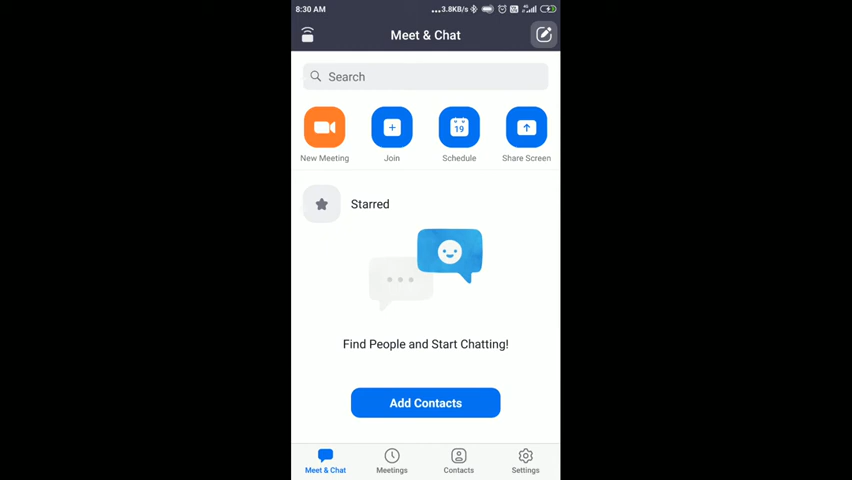 8:30 AM ...3.8KB/s
Meet & Chat
Search
19
New Meeting Join Schedule Share Screen
Starred
Find People and Start Chatting!
Add Contacts
Meet & Chat Meetings Contacts Settings